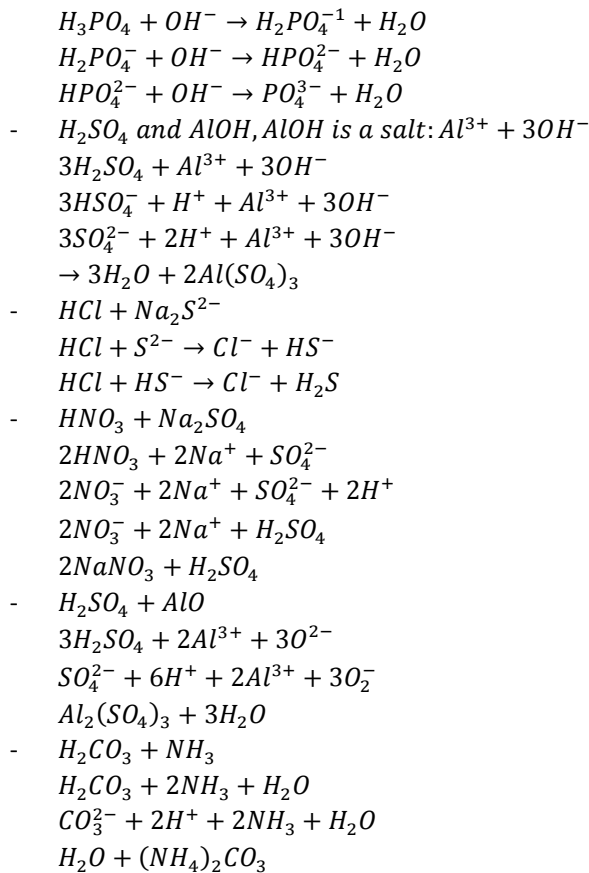 H₃PO₄ + OH⁻ → H₂PO₄⁻¹ + H₂O
H₂PO₄⁻ + OH⁻ → HPO₄²⁻ + H₂O
HPO₄²⁻ + OH⁻ → PO₄³⁻ + H₂O
- H₂SO₄ and AlOH, AlOH is a salt: Al³⁺ + 3OH⁻
3H₂SO₄ + Al³⁺ + 3OH⁻
3HSO₄⁻ + H⁺ + Al³⁺ + 3OH⁻
3SO₄²⁻ + 2H⁺ + Al³⁺ + 3OH⁻
→ 3H₂O + 2Al(SO₄)₃
- HCl + Na₂S²⁻
HCl + S²⁻ → Cl⁻ + HS⁻
HCl + HS⁻ → Cl⁻ + H₂S
- HNO₃ + Na₂SO₄
2HNO₃ + 2Na⁺ + SO₄²⁻
2NO₃⁻ + 2Na⁺ + SO₄²⁻ + 2H⁺
2NO₃⁻ + 2Na⁺ + H₂SO₄
2NaNO₃ + H₂SO₄
- H₂SO₄ + AlO
3H₂SO₄ + 2Al³⁺ + 3O²⁻
SO₄²⁻ + 6H⁺ + 2Al³⁺ + 3O₂⁻
Al₂(SO₄)₃ + 3H₂O
- H₂CO₃ + NH₃
H₂CO₃ + 2NH₃ + H₂O
CO₃²⁻ + 2H⁺ + 2NH₃ + H₂O
H₂O + (NH₄)₂CO₃